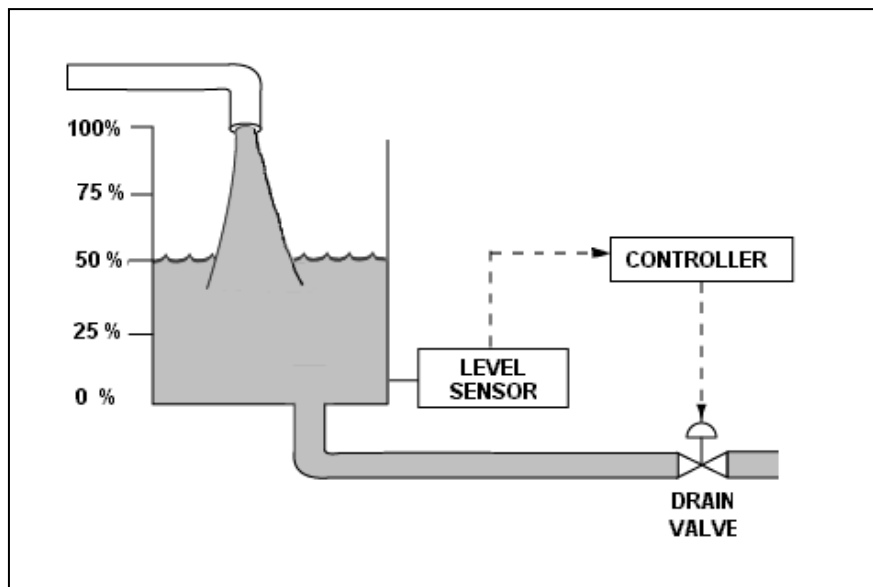 100%
75 %
50 %
25 %
0 %
CONTROLLER
LEVEL
SENSOR
DRAIN
VALVE